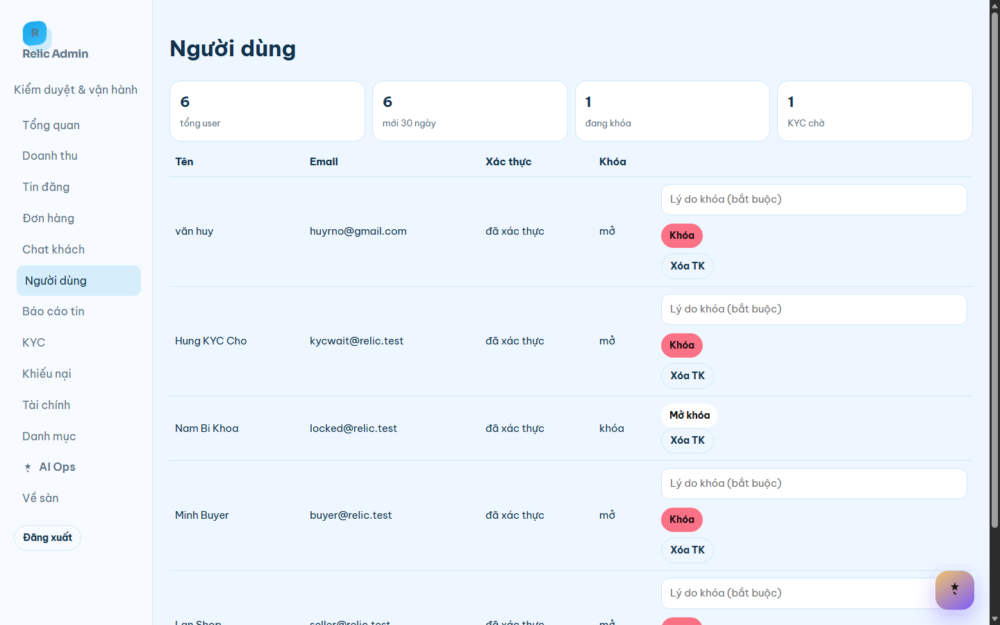 R
Relic Admin
Kiểm duyệt & vận hành
Tổng quan
Doanh thu
Tin đăng
Đơn hàng
Chat khách
Người dùng
Báo cáo tin
KYC
Khiếu nại
Tài chính
Danh mục
AI Ops
Về sàn
Đăng xuất
Người dùng
6 6 1 1
tổng user mới 30 ngày đang khóa KYC chờ
Tên Email Xác thực Khóa
Lý do khóa (bắt buộc)
văn huy huyrno@gmail.com đã xác thực mở Khóa
Xóa TK
Lý do khóa (bắt buộc)
Hung KYC Cho kycwait@relic.test đã xác thực mở Khóa
Xóa TK
Mở khóa
Nam Bi Khoa locked@relic.test đã xác thực khóa
Xóa TK
Lý do khóa (bắt buộc)
Minh Buyer buyer@relic.test đã xác thực mở Khóa
Xóa TK
Lý do khóa (bắt buộc)
Lan Shop seller@relic.test đã xác thực mở